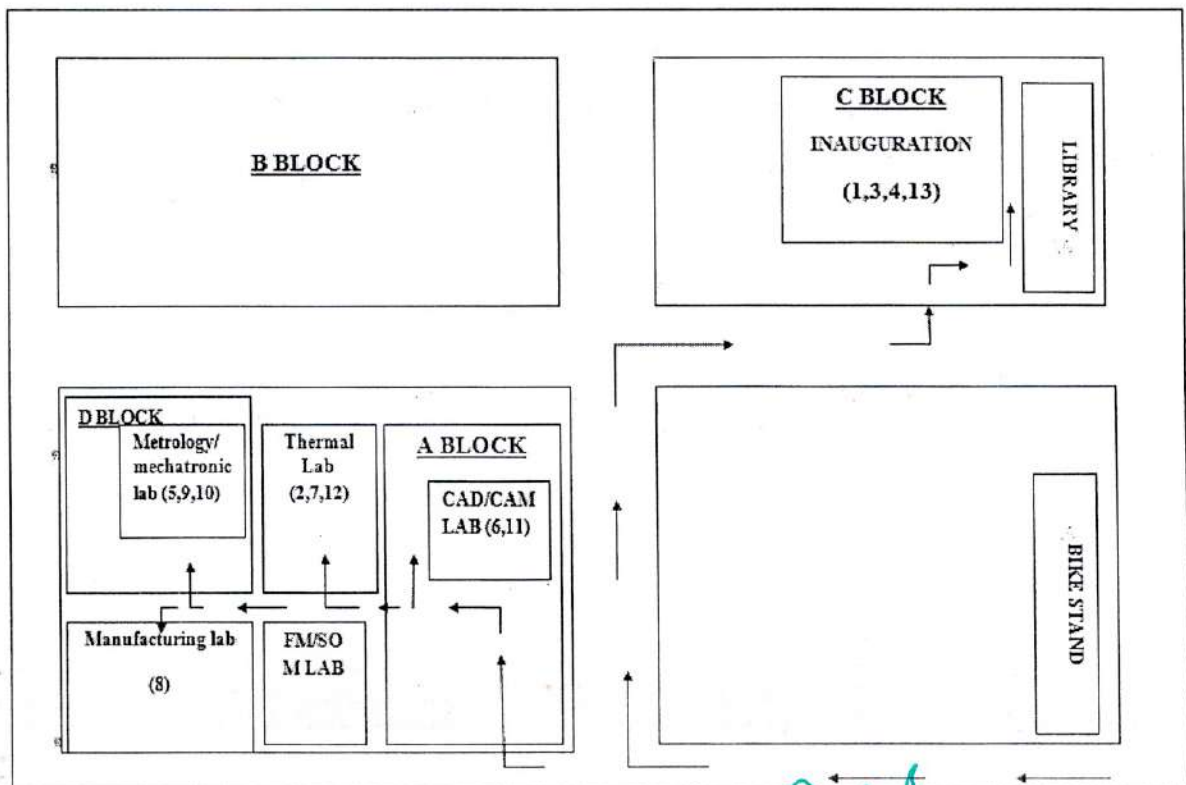 B BLOCK
C BLOCK
INAUGURATION
(1,3,4,13)
LIBRARY
D BLOCK
Metrology/
mechatronic
lab (5,9,10)
Thermal
Lab
(2,7,12)
A BLOCK
CAD/CAM
LAB (6,11)
Manufacturing lab
(8)
FM/SO
M LAB
BIKE STAND